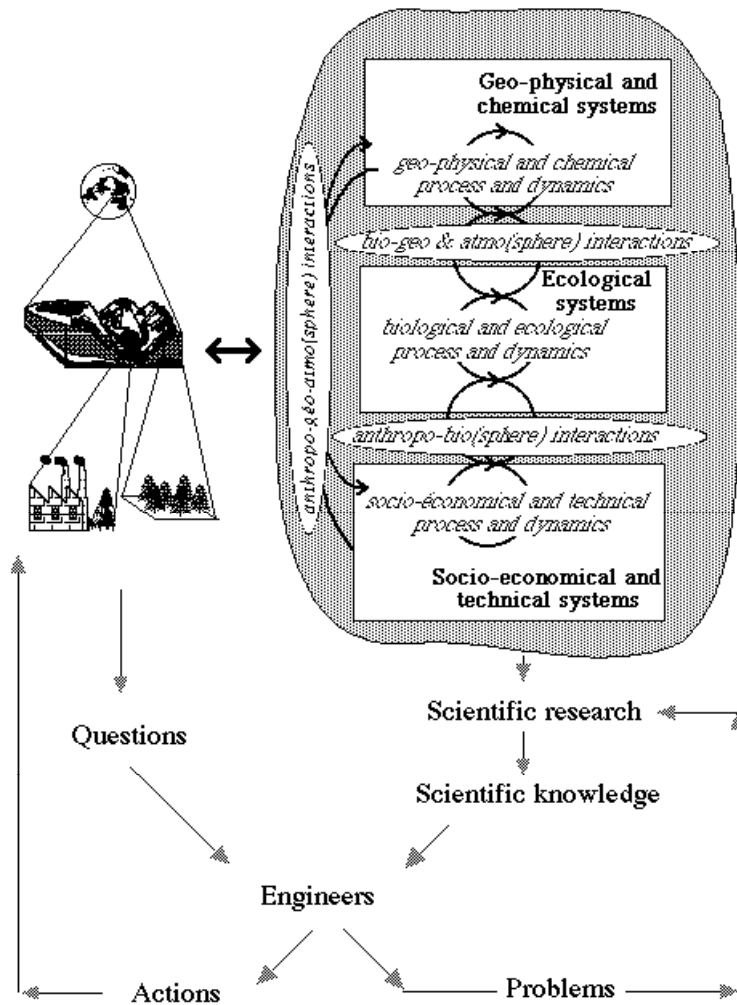 Geo-physical and
chemical systems
geo-physical and chemical
process and dynamics
bio-geo & atmo(sphere) interactions
Ecological
systems
biological and ecological
process and dynamics
anthropo-géo-atmo(sphere) interactions
anthropo-bio(sphere) interactions
socio-économical and technical
process and dynamics
Socio-economical and
technical systems
Scientific research
Questions
Scientific knowledge
Engineers
Actions
Problems